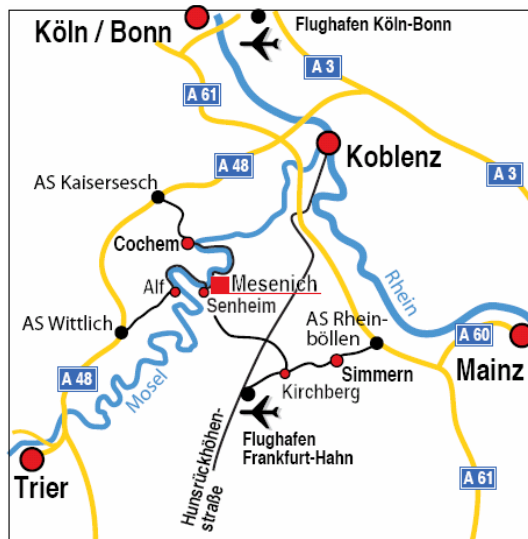 Köln / Bonn
Flughafen Köln-Bonn
A 3
A 61
A 48
Koblenz
A 3
AS Kaisersesch
Cochem
Mesenich
Alf
Senheim
Rhein
AS Rhein-
böllen
A 60
AS Wittlich
Mosel
Mainz
A 48
Simmern
Kirchberg
Flughafen
Frankfurt-Hahn
Hunsrückhöhen-
straße
A 61
Trier